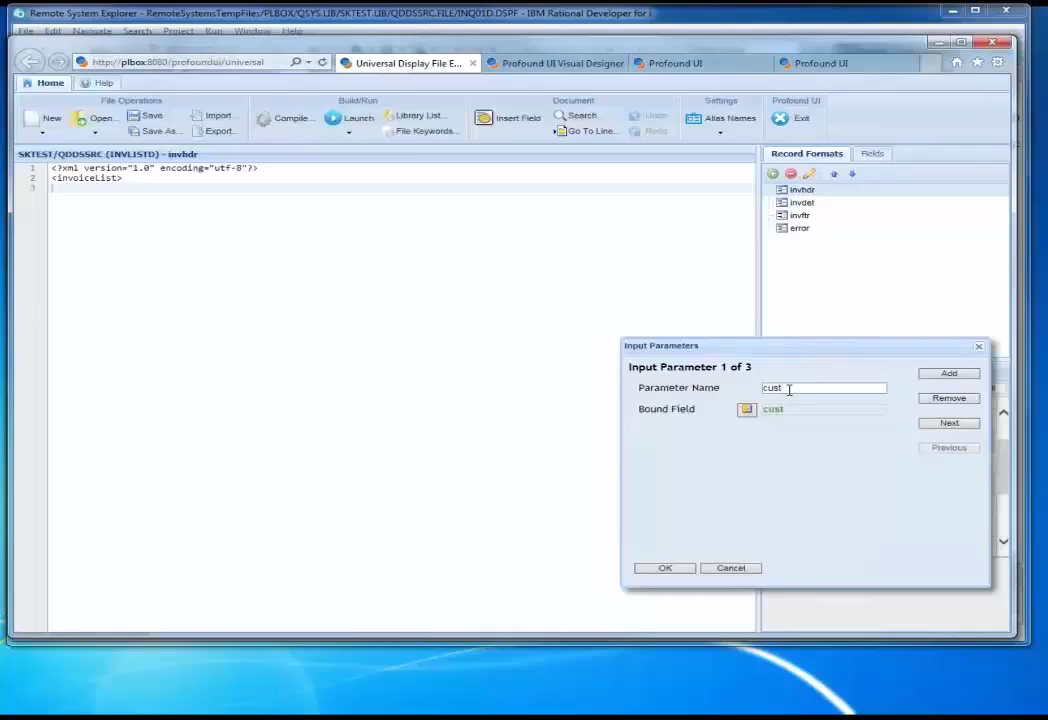 Remote System Explorer - RemoteSystemsTempFiles/PLBOX/QSYS.LIB/SKTEST.LIB/QDDSSRC.FILE/INQ01D.DSPF - IBM Rational Developer for i
File Edit Navigate Search Project Run Window Help
http://plbox:8080/profoundui/universal
Universal Display File E...
Profound UI Visual Designer
Profound UI
Profound UI
Home
Help
File Operations
Build/Run
Document
Settings
Profound UI
New
Open...
Save
Import...
Compile...
Launch
Library List...
Insert Field
Search...
Undo
Alias Names
Exit
Save As...
Export...
File Keywords...
Go To Line...
Redo
SKTEST/QDDSSRC (INVLISTD) - invhdr
Record Formats
Fields
1 <?xml version="1.0" encoding="utf-8"?>
2 <invoiceList>
3
invhdr
invdet
invftr
error
Input Parameters
Input Parameter 1 of 3
Parameter Name
cust
Bound Field
cust
Add
Remove
Next
Previous
OK
Cancel